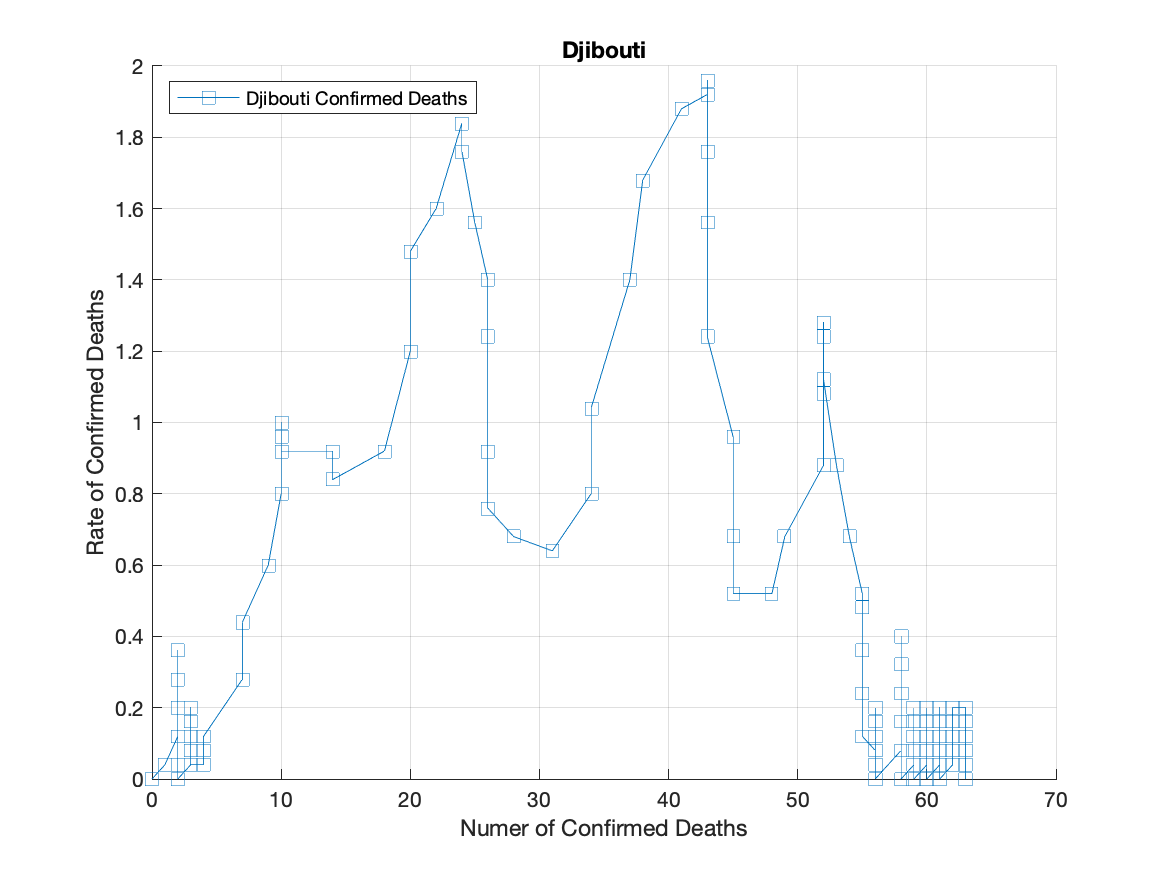 Djibouti
Djibouti Confirmed Deaths
Rate of Confirmed Deaths
2
1.8
1.6
1.4
1.2
1
0.8
0.6
0.4
0.2
0
0 10 20 30 40 50 60 70
Numer of Confirmed Deaths